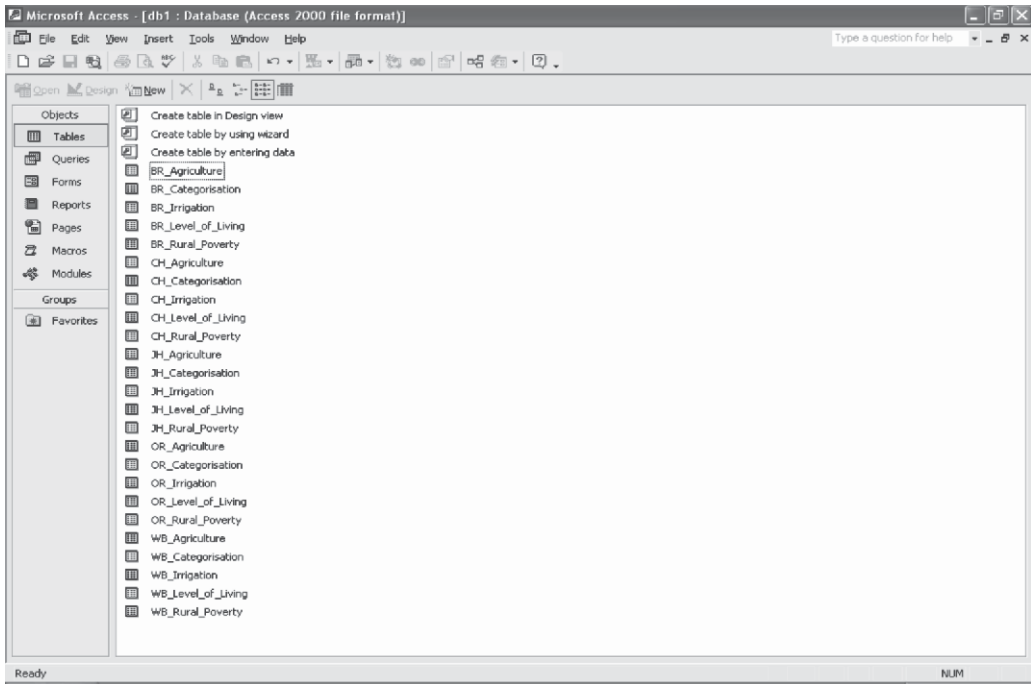 Microsoft Access - [db1 : Database (Access 2000 file format)]
File Edit View Insert Tools Window Help Type a question for help
Open Design New
Objects
Tables
Queries
Forms
Reports
Pages
Macros
Modules
Groups
Favorites
Create table in Design view
Create table by using wizard
Create table by entering data
BR_Agriculture
BR_Categorisation
BR_Irrigation
BR_Level_of_Living
BR_Rural_Poverty
CH_Agriculture
CH_Categorisation
CH_Irrigation
CH_Level_of_Living
CH_Rural_Poverty
JH_Agriculture
JH_Categorisation
JH_Irrigation
JH_Level_of_Living
JH_Rural_Poverty
OR_Agriculture
OR_Categorisation
OR_Irrigation
OR_Level_of_Living
OR_Rural_Poverty
WB_Agriculture
WB_Categorisation
WB_Irrigation
WB_Level_of_Living
WB_Rural_Poverty
Ready NUM